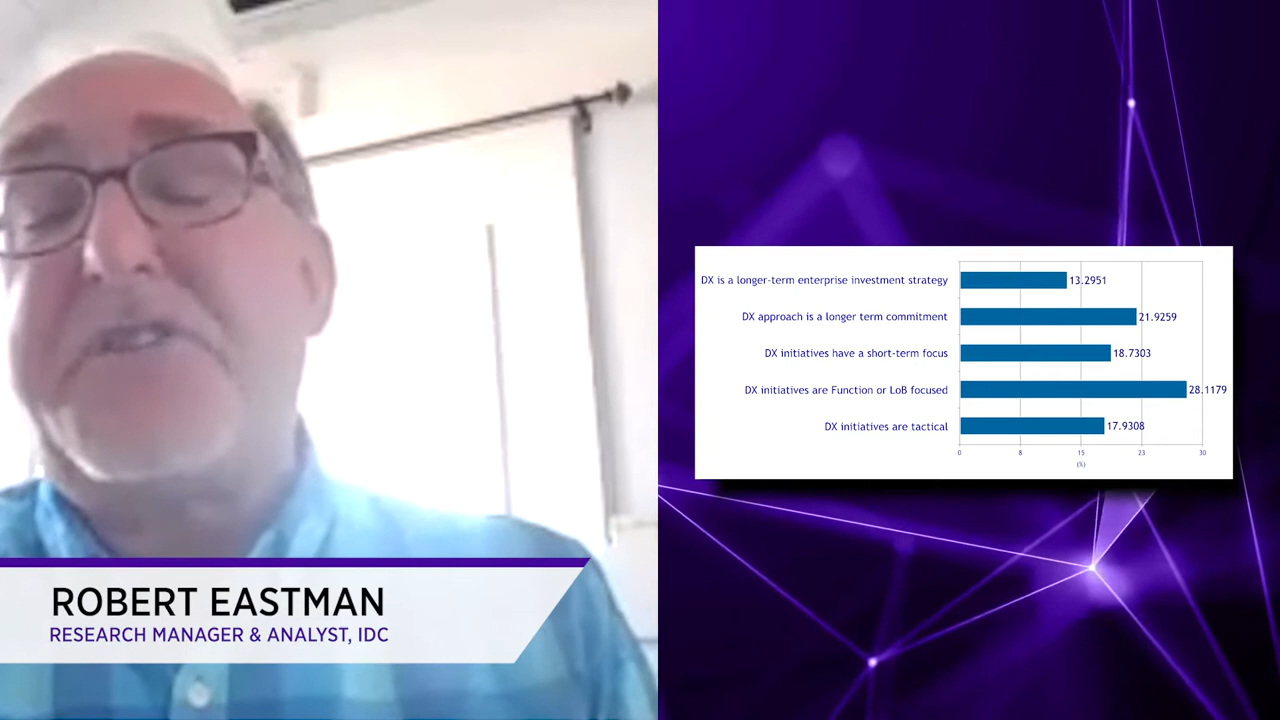 ROBERT EASTMAN
RESEARCH MANAGER & ANALYST, IDC
DX is a longer-term enterprise investment strategy 13.2951
DX approach is a longer term commitment 21.9259
DX initiatives have a short-term focus 18.7303
DX initiatives are Function or LoB focused 28.1179
DX initiatives are tactical 17.9308
0 8 15 23 30
(%)